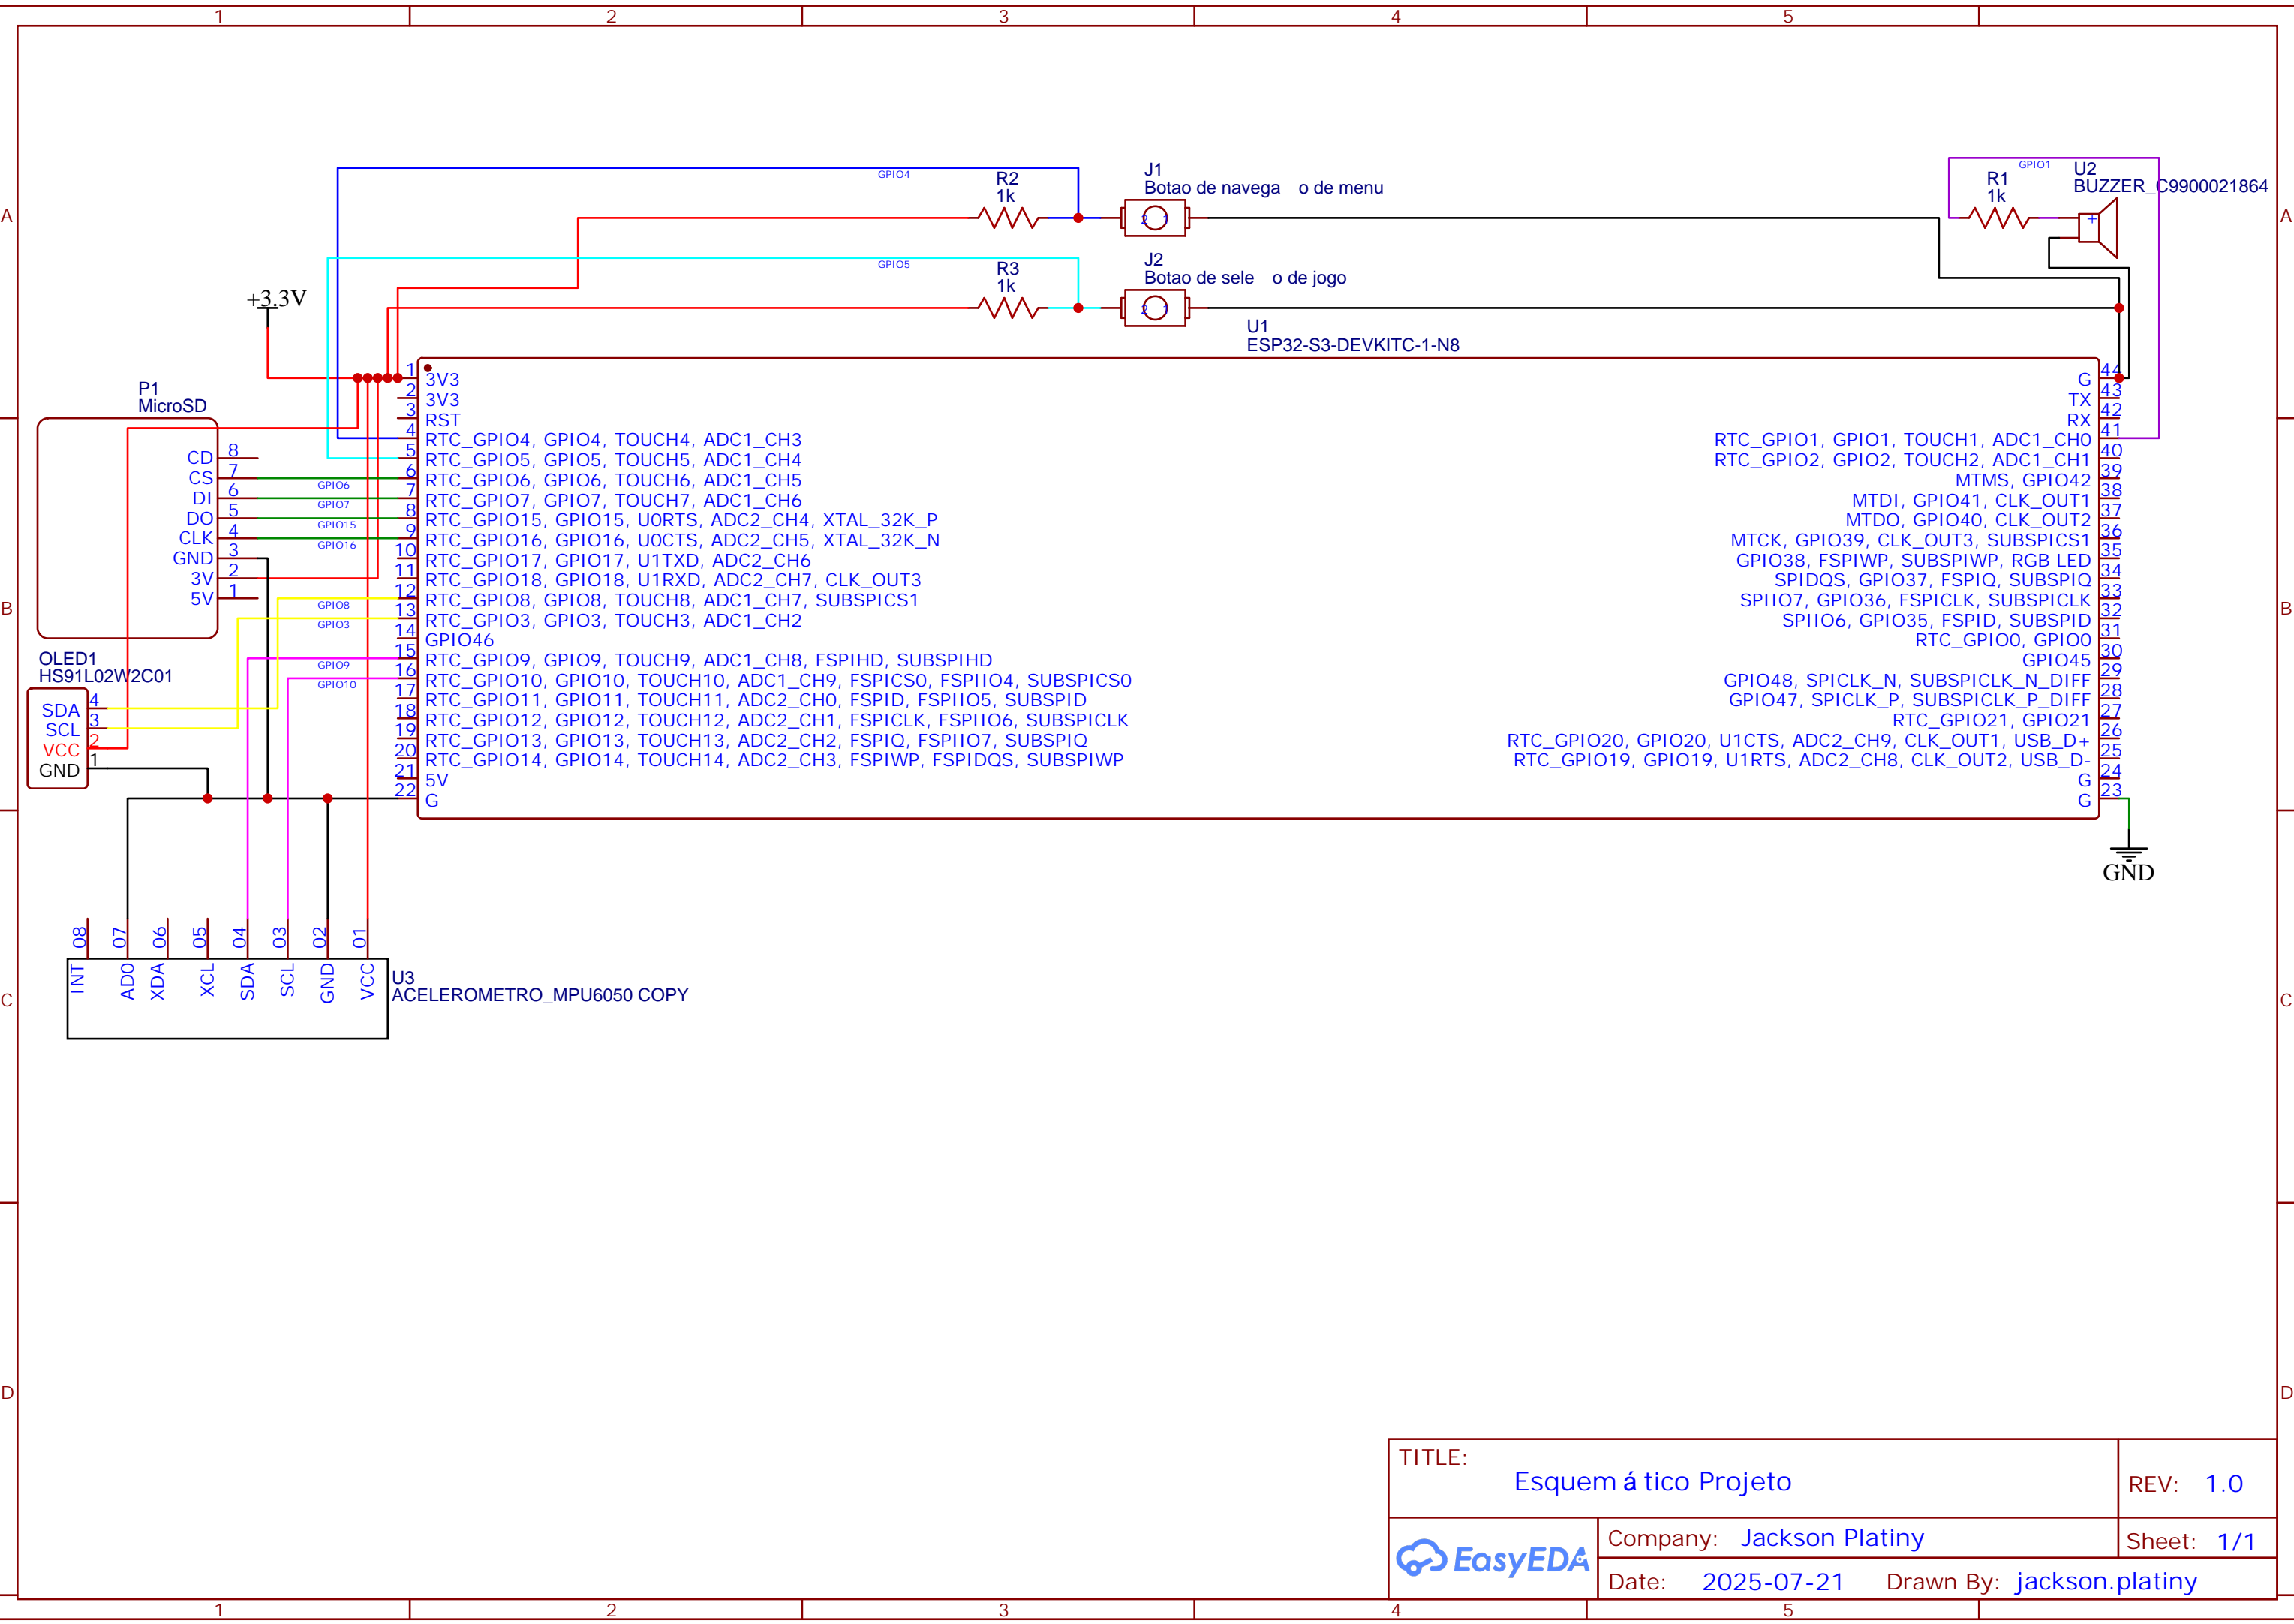 1 2 3 4 5
A
A
B
B
C
C
D
D
GPIO4
R2
1k
J1
Botao de navega o de menu
GPIO5
R3
1k
J2
Botao de sele o de jogo
2 1
2 1
GPIO1
R1
1k
U2
BUZZER_C9900021864
+
+3.3V
U1
ESP32-S3-DEVKITC-1-N8
1 3V3
2 3V3
3 RST
4 RTC_GPIO4, GPIO4, TOUCH4, ADC1_CH3
5 RTC_GPIO5, GPIO5, TOUCH5, ADC1_CH4
6 RTC_GPIO6, GPIO6, TOUCH6, ADC1_CH5
7 RTC_GPIO7, GPIO7, TOUCH7, ADC1_CH6
8 RTC_GPIO15, GPIO15, U0RTS, ADC2_CH4, XTAL_32K_P
9 RTC_GPIO16, GPIO16, U0CTS, ADC2_CH5, XTAL_32K_N
10 RTC_GPIO17, GPIO17, U1TXD, ADC2_CH6
11 RTC_GPIO18, GPIO18, U1RXD, ADC2_CH7, CLK_OUT3
12 RTC_GPIO8, GPIO8, TOUCH8, ADC1_CH7, SUBSPICS1
13 RTC_GPIO3, GPIO3, TOUCH3, ADC1_CH2
14 GPIO46
15 RTC_GPIO9, GPIO9, TOUCH9, ADC1_CH8, FSPIHD, SUBSPIHD
16 RTC_GPIO10, GPIO10, TOUCH10, ADC1_CH9, FSPICS0, FSPIIO4, SUBSPICS0
17 RTC_GPIO11, GPIO11, TOUCH11, ADC2_CH0, FSPID, FSPIIO5, SUBSPID
18 RTC_GPIO12, GPIO12, TOUCH12, ADC2_CH1, FSPICLK, FSPIIO6, SUBSPICLK
19 RTC_GPIO13, GPIO13, TOUCH13, ADC2_CH2, FSPIQ, FSPIIO7, SUBSPIQ
20 RTC_GPIO14, GPIO14, TOUCH14, ADC2_CH3, FSPIWP, FSPIDQS, SUBSPIWP
21 5V
22 G
G 44
TX 43
RX 42
RTC_GPIO1, GPIO1, TOUCH1, ADC1_CH0 41
RTC_GPIO2, GPIO2, TOUCH2, ADC1_CH1 40
MTMS, GPIO42 39
MTDI, GPIO41, CLK_OUT1 38
MTDO, GPIO40, CLK_OUT2 37
MTCK, GPIO39, CLK_OUT3, SUBSPICS1 36
GPIO38, FSPIWP, SUBSPIWP, RGB LED 35
SPIDQS, GPIO37, FSPIQ, SUBSPIQ 34
SPIIO7, GPIO36, FSPICLK, SUBSPICLK 33
SPIIO6, GPIO35, FSPID, SUBSPID 32
RTC_GPIO0, GPIO0 31
GPIO45 30
GPIO48, SPICLK_N, SUBSPICLK_N_DIFF 29
GPIO47, SPICLK_P, SUBSPICLK_P_DIFF 28
RTC_GPIO21, GPIO21 27
RTC_GPIO20, GPIO20, U1CTS, ADC2_CH9, CLK_OUT1, USB_D+ 26
RTC_GPIO19, GPIO19, U1RTS, ADC2_CH8, CLK_OUT2, USB_D- 25
G 24
G 23
GND
P1
MicroSD
CD 8
CS 7
DI 6
DO 5
CLK 4
GND 3
3V 2
5V 1
GPIO6
GPIO7
GPIO15
GPIO16
GPIO8
GPIO3
GPIO9
GPIO10
OLED1
HS91L02W2C01
SDA 4
SCL 3
VCC 2
GND 1
08 07 06 05 04 03 02 01
INT AD0 XDA XCL SDA SCL GND VCC
U3
ACELEROMETRO_MPU6050 COPY
TITLE:
Esquemático Projeto
REV: 1.0
EasyEDA
Company: Jackson Platiny
Sheet: 1/1
Date: 2025-07-21
Drawn By: jackson.platiny
1 2 3 4 5